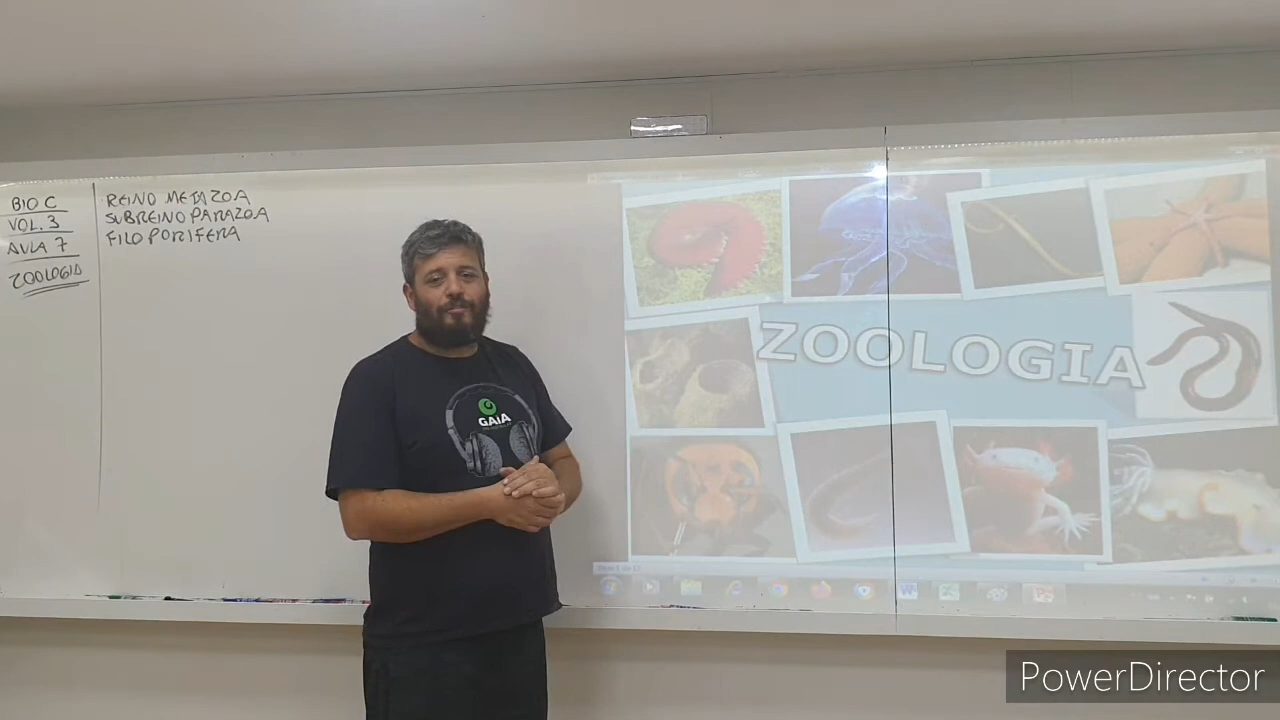 BIO C
VOL. 3
AULA 7
ZOOLOGIA
REINO METAZOA
SUBREINO PARAZOA
FILO PORIFERA
GAIA
ZOOLOGIA
PowerDirector